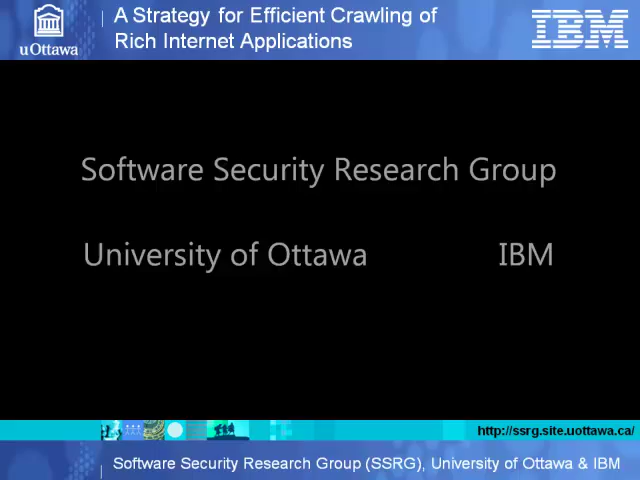 uOttawa
A Strategy for Efficient Crawling of
Rich Internet Applications
IBM
Software Security Research Group
University of Ottawa IBM
http://ssrg.site.uottawa.ca/
Software Security Research Group (SSRG), University of Ottawa & IBM